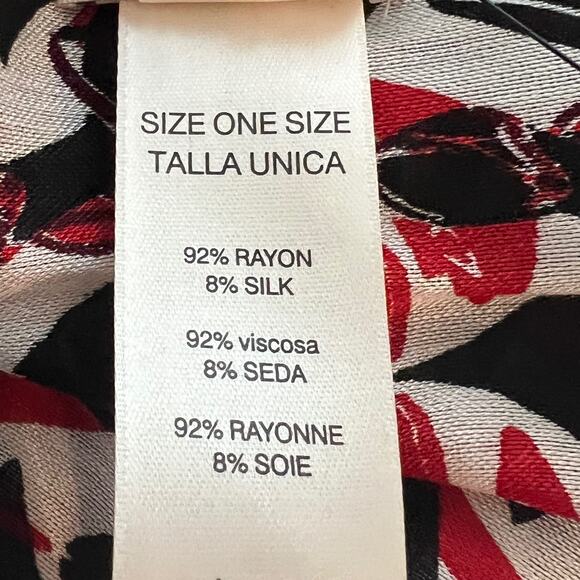 SIZE ONE SIZE
TALLA UNICA
92% RAYON
8% SILK
92% viscosa
8% SEDA
92% RAYONNE
8% SOIE